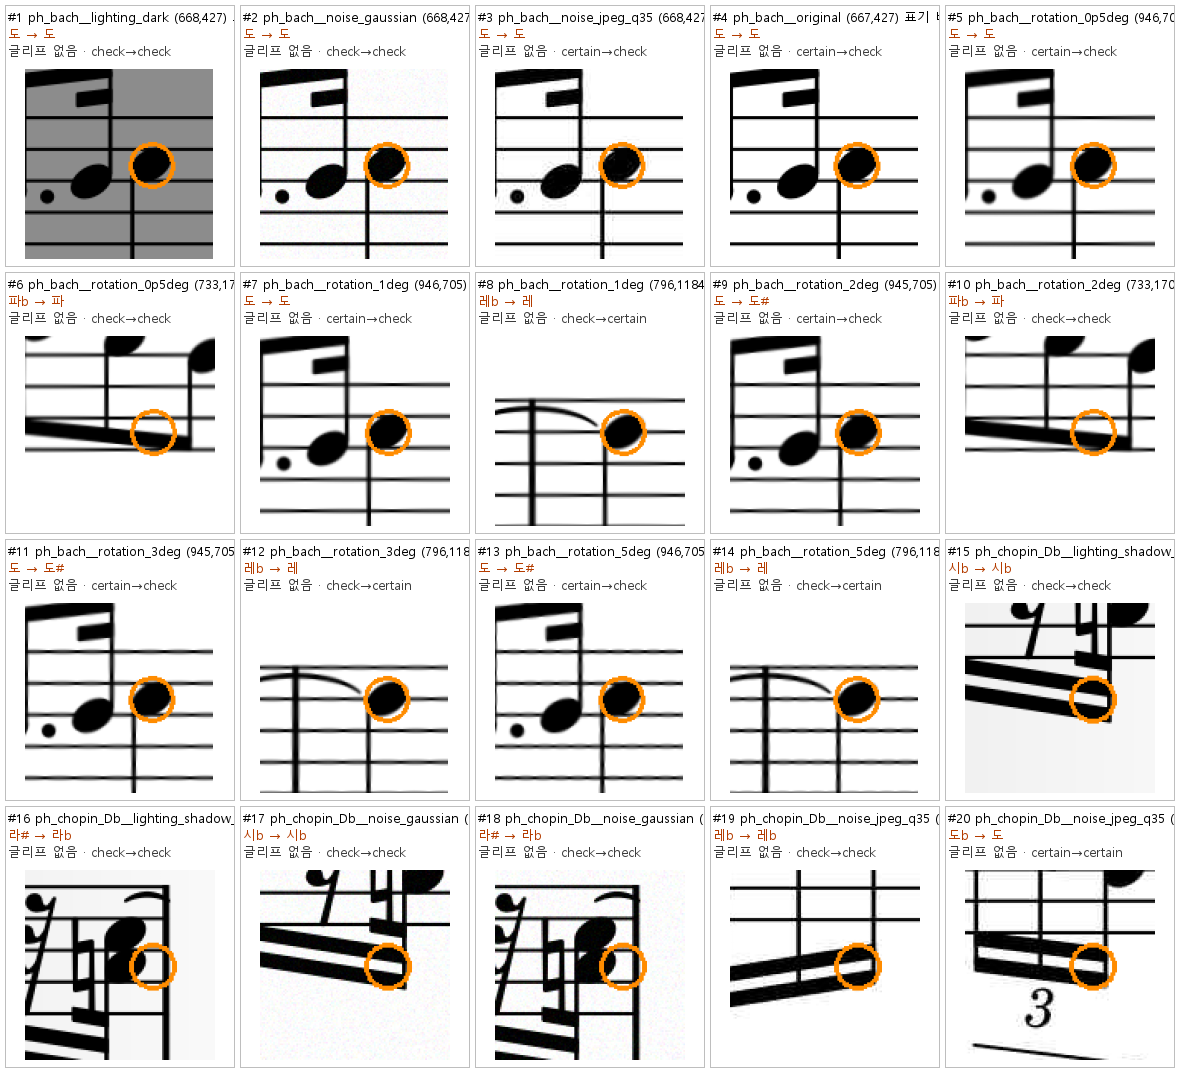 #1 ph_bach__lighting_dark (668,427)
도 → 도
글리프 없음 · check→check
#2 ph_bach__noise_gaussian (668,427
도 → 도
글리프 없음 · check→check
#3 ph_bach__noise_jpeg_q35 (668,427
도 → 도
글리프 없음 · certain→check
#4 ph_bach__original (667,427) 표기
도 → 도
글리프 없음 · certain→check
#5 ph_bach__rotation_0p5deg (946,70
도 → 도
글리프 없음 · certain→check
#6 ph_bach__rotation_0p5deg (733,17
파b → 파
글리프 없음 · check→check
#7 ph_bach__rotation_1deg (946,705)
도 → 도
글리프 없음 · certain→check
#8 ph_bach__rotation_1deg (796,1184
레b → 레
글리프 없음 · check→certain
#9 ph_bach__rotation_2deg (945,705)
도 → 도#
글리프 없음 · certain→check
#10 ph_bach__rotation_2deg (733,170
파b → 파
글리프 없음 · check→check
#11 ph_bach__rotation_3deg (945,705
도 → 도#
글리프 없음 · certain→check
#12 ph_bach__rotation_3deg (796,118
레b → 레
글리프 없음 · check→certain
#13 ph_bach__rotation_5deg (946,705
도 → 도#
글리프 없음 · certain→check
#14 ph_bach__rotation_5deg (796,118
레b → 레
글리프 없음 · check→certain
#15 ph_chopin_Db__lighting_shadow_
시b → 시b
글리프 없음 · check→check
#16 ph_chopin_Db__lighting_shadow_
라# → 라b
글리프 없음 · check→check
#17 ph_chopin_Db__noise_gaussian (
시b → 시b
글리프 없음 · check→check
#18 ph_chopin_Db__noise_gaussian (
라# → 라b
글리프 없음 · check→check
#19 ph_chopin_Db__noise_jpeg_q35 (
레b → 레b
글리프 없음 · check→check
#20 ph_chopin_Db__noise_jpeg_q35 (
도b → 도
글리프 없음 · certain→certain
3